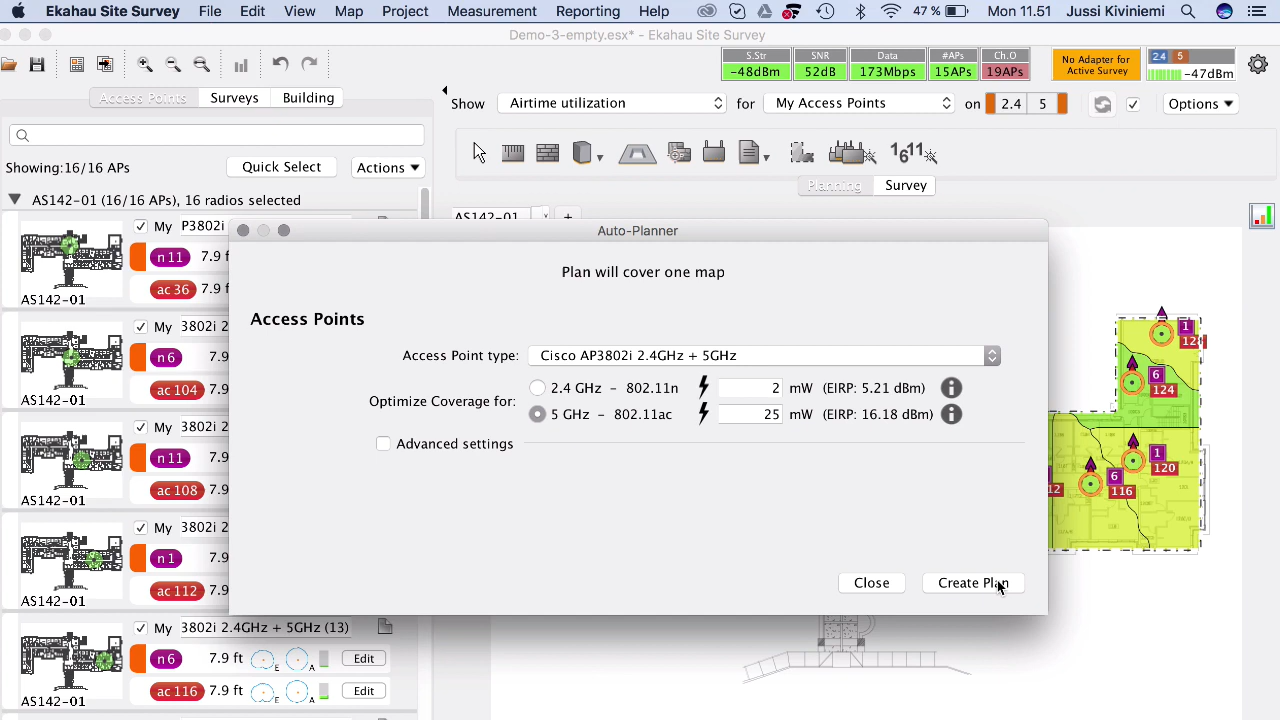 Ekahau Site Survey File Edit View Map Project Measurement Reporting Help 47 % Mon 11.51 Jussi Kiviniemi
Demo-3-empty.esx* - Ekahau Site Survey
S.Str SNR Data #APs Ch.O
-48dBm 52dB 173Mbps 15APs 19APs
No Adapter for
Active Survey
2.4 5
-47dBm
Access Points Surveys Building
Show Airtime utilization for My Access Points on 2.4 5 Options
Showing:16/16 APs Quick Select Actions
Planning Survey
AS142-01 (16/16 APs), 16 radios selected
AS142-01
My P3802i
n 11 7.9 f
ac 36 7.9 f
AS142-01
My 3802i 2
n 6 7.9
ac 104 7.9
AS142-01
My 3802i 2
n 11 7.9
ac 108 7.9
AS142-01
My 3802i 2
n 1 7.9
ac 112 7.9
AS142-01
My 3802i 2.4GHz + 5GHz (13)
n 6 7.9 ft E A Edit
ac 116 7.9 ft E A Edit
AS142-01
Auto-Planner
Plan will cover one map
Access Points
Access Point type: Cisco AP3802i 2.4GHz + 5GHz
Optimize Coverage for:
2.4 GHz - 802.11n 2 mW (EIRP: 5.21 dBm)
5 GHz - 802.11ac 25 mW (EIRP: 16.18 dBm)
Advanced settings
Close Create Plan
1
6
124
1
120
6
116
12